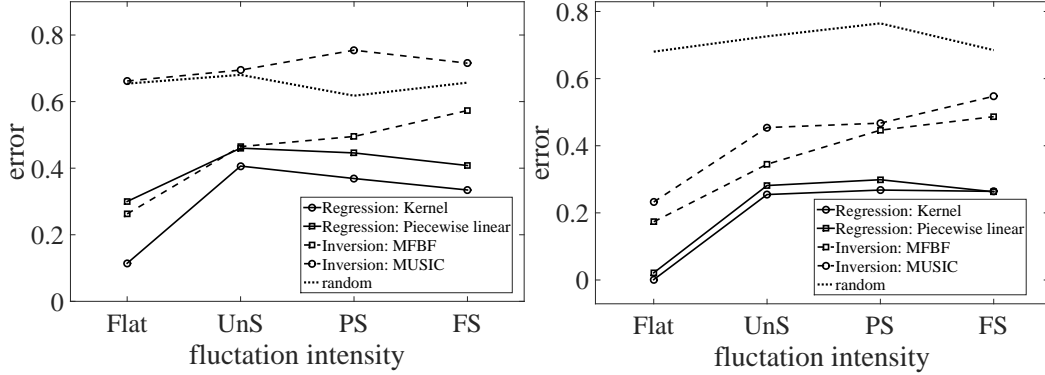 0.8
0.6
0.4
0.2
0
error
Flat UnS PS FS
fluctation intensity
Regression: Kernel
Regression: Piecewise linear
Inversion: MFBF
Inversion: MUSIC
random
0.8
0.6
0.4
0.2
0
error
Flat UnS PS FS
fluctation intensity
Regression: Kernel
Regression: Piecewise linear
Inversion: MFBF
Inversion: MUSIC
random